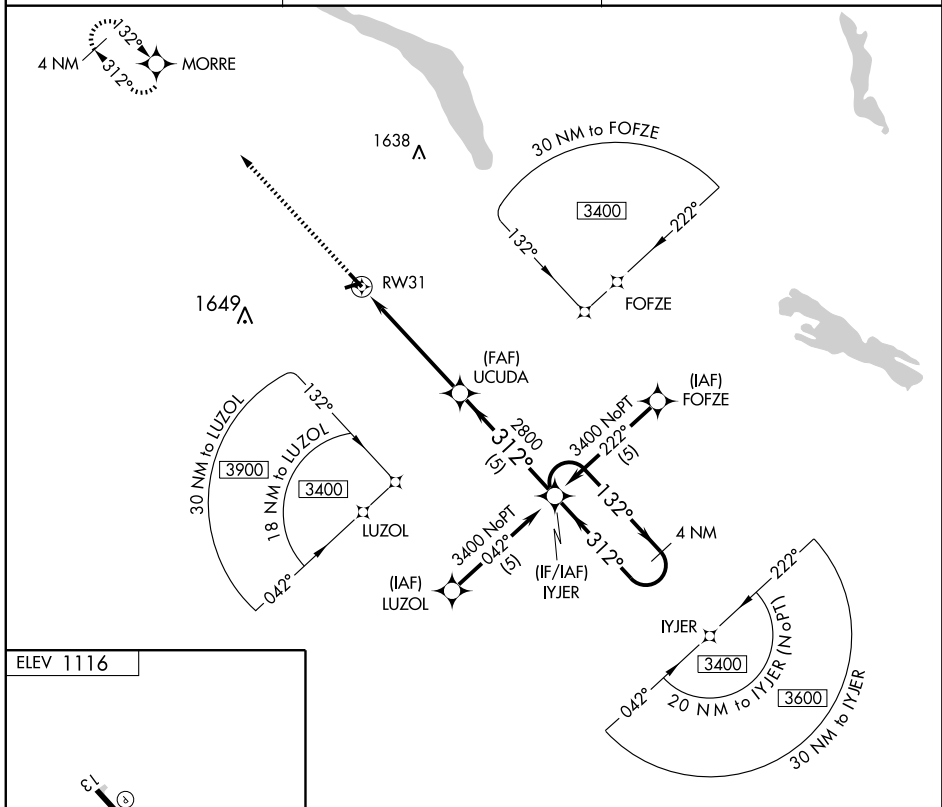 132°
4 NM
312°
MORRE
1638
30 NM to FOFZE
3400
132°
222°
FOFZE
RW31
1649
(FAF)
UCUDA
(IAF)
FOFZE
2800
312°
(5)
3400 NoPT
222°
(5)
30 NM to LUZOL
132°
3900
18 NM to LUZOL
3400
LUZOL
042°
132°
4 NM
312°
3400 NoPT
042°
(5)
(IAF)
LUZOL
(IF/IAF)
IYJER
222°
IYJER
3400
042°
20 NM to IYJER (NoPT)
3600
30 NM to IYJER
ELEV 1116
13
P